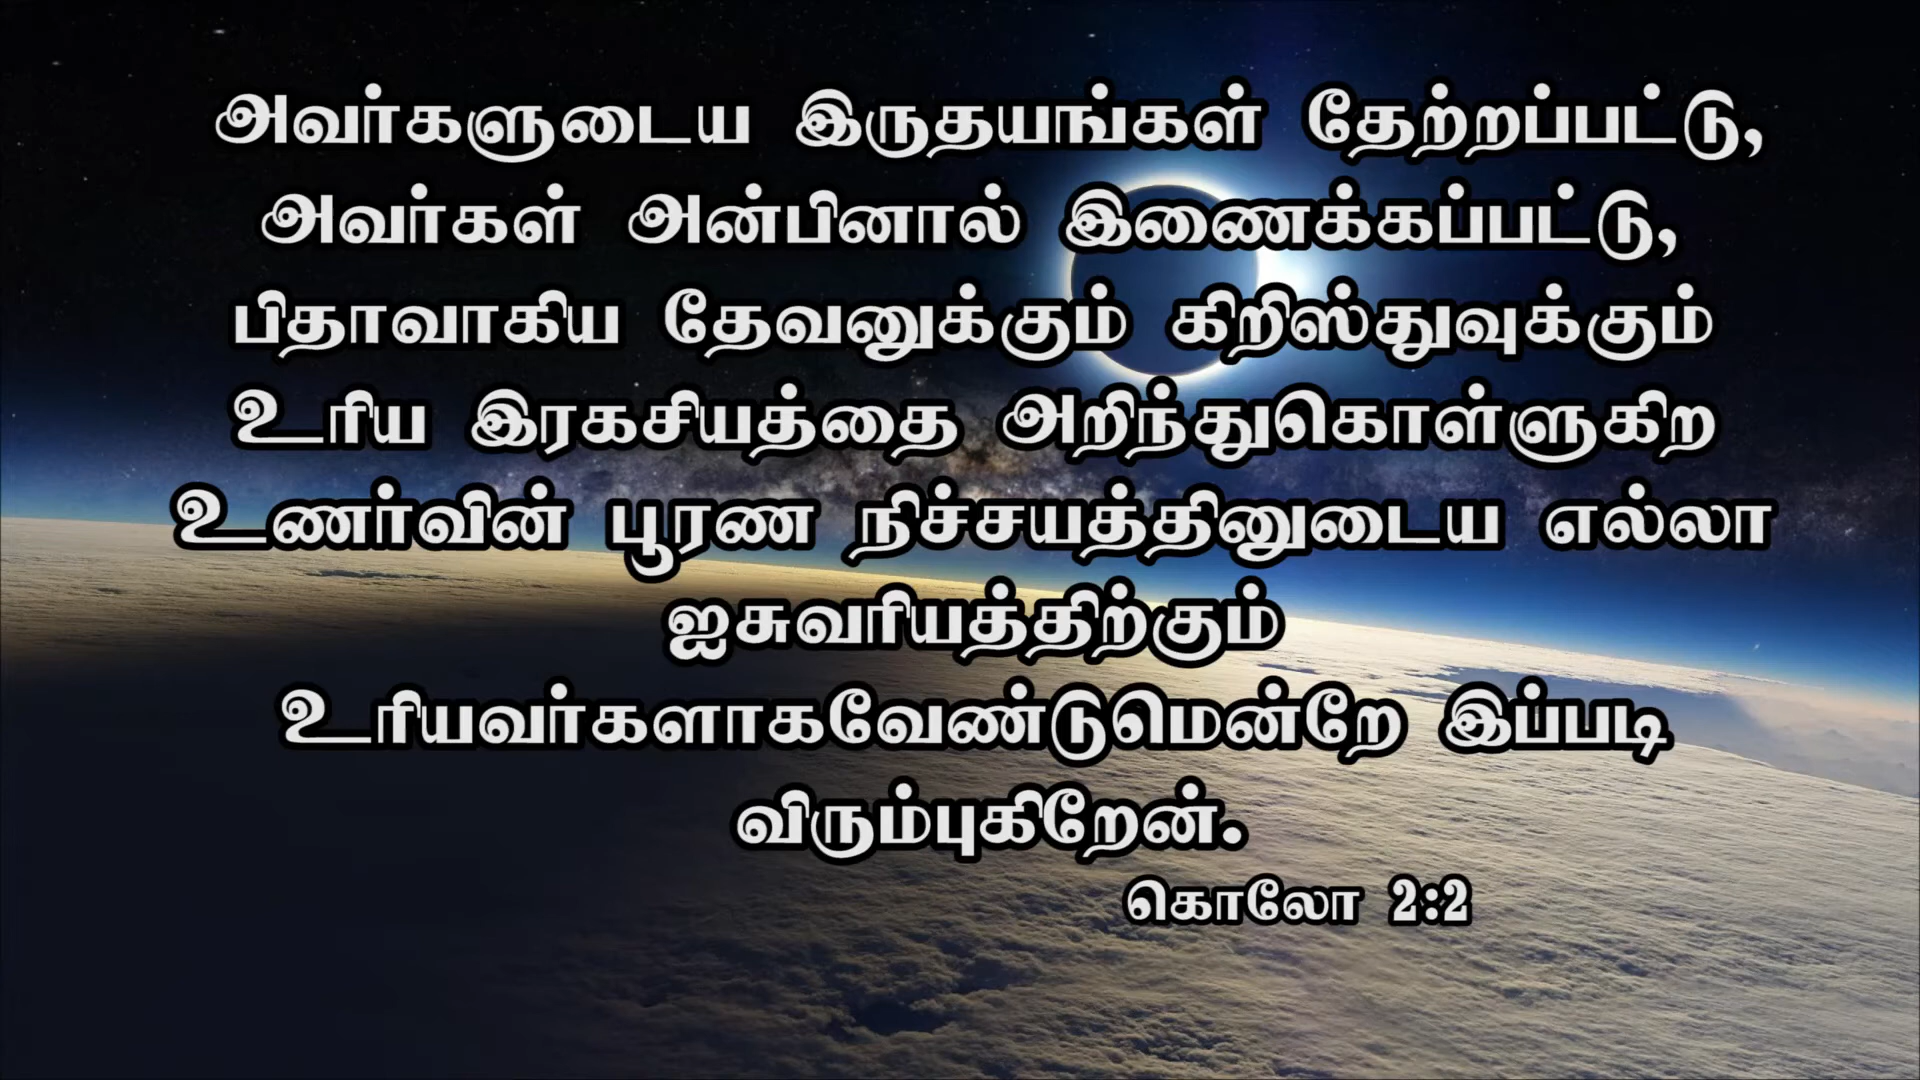 அவர்களுடைய இருதயங்கள் தேற்றப்பட்டு,
அவர்கள் அன்பினால் இணைக்கப்பட்டு,
பிதாவாகிய தேவனுக்கும் கிறிஸ்துவுக்கும்
உரிய இரகசியத்தை அறிந்துகொள்ளுகிற
உணர்வின் பூரண நிச்சயத்தினுடைய எல்லா
ஐசுவரியத்திற்கும்
உரியவர்களாகவேண்டுமென்றே இப்படி
விரும்புகிறேன்.
கொலோ 2:2